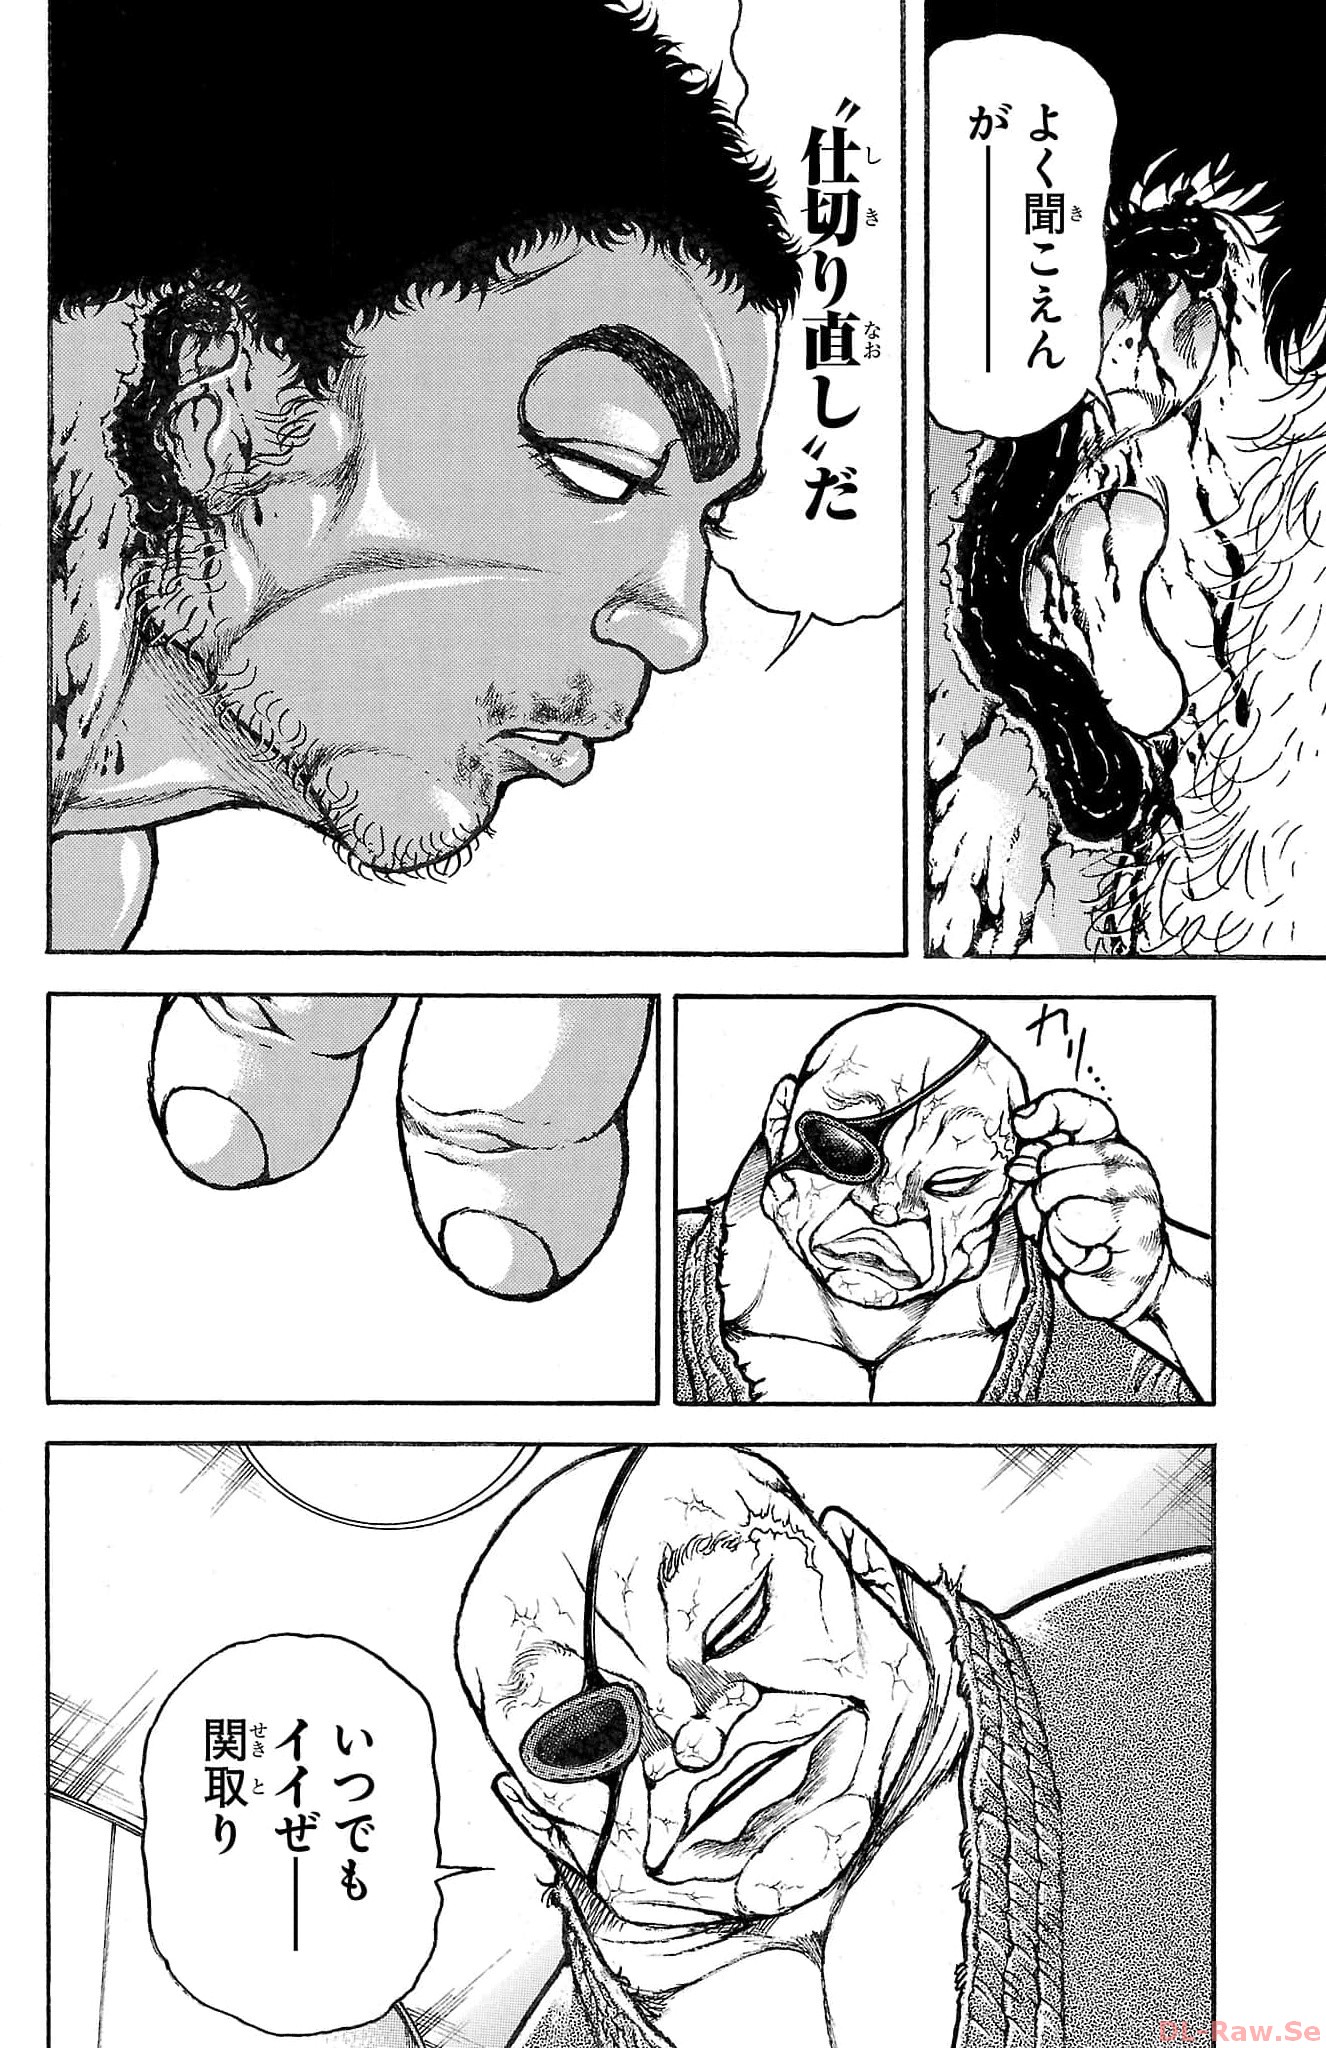 よく聞こえん
が――
〝仕切り直し〟だ
カリ…
いつでも
イイぜ――
関取り
DL-Raw.Se